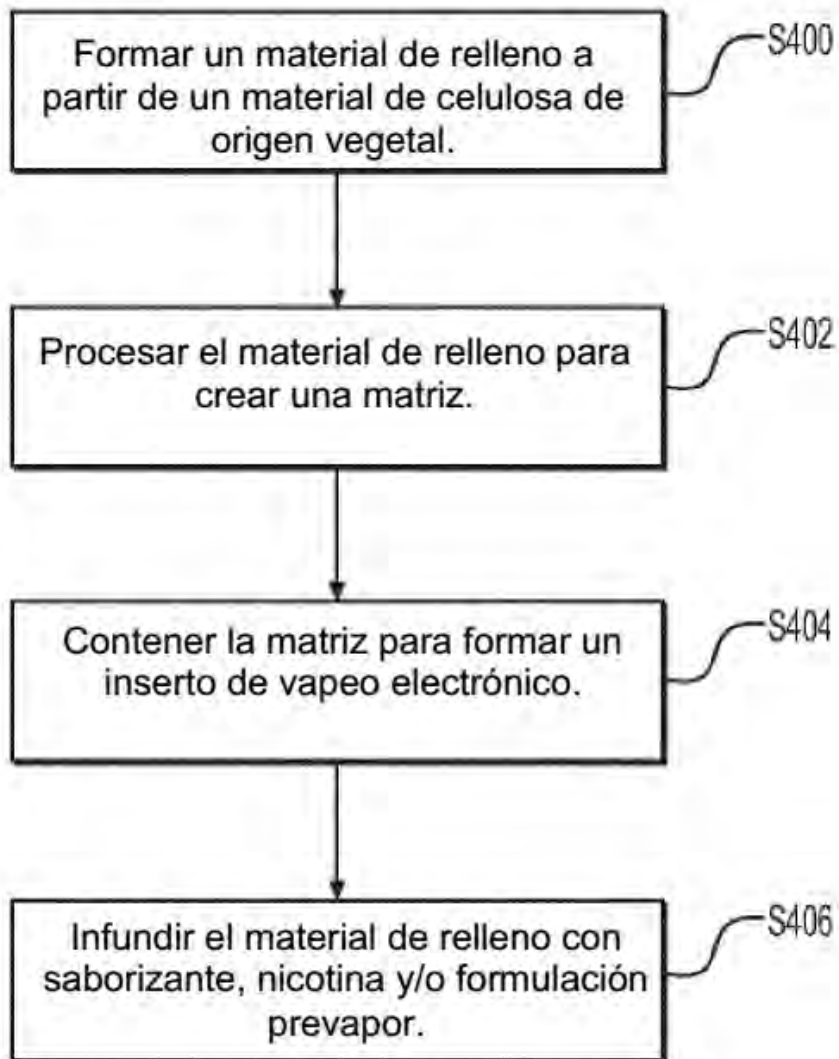 Formar un material de relleno a
partir de un material de celulosa de
origen vegetal.
S400
Procesar el material de relleno para
crear una matriz.
S402
Contener la matriz para formar un
inserto de vapeo electrónico.
S404
Infundir el material de relleno con
saborizante, nicotina y/o formulación
prevapor.
S406